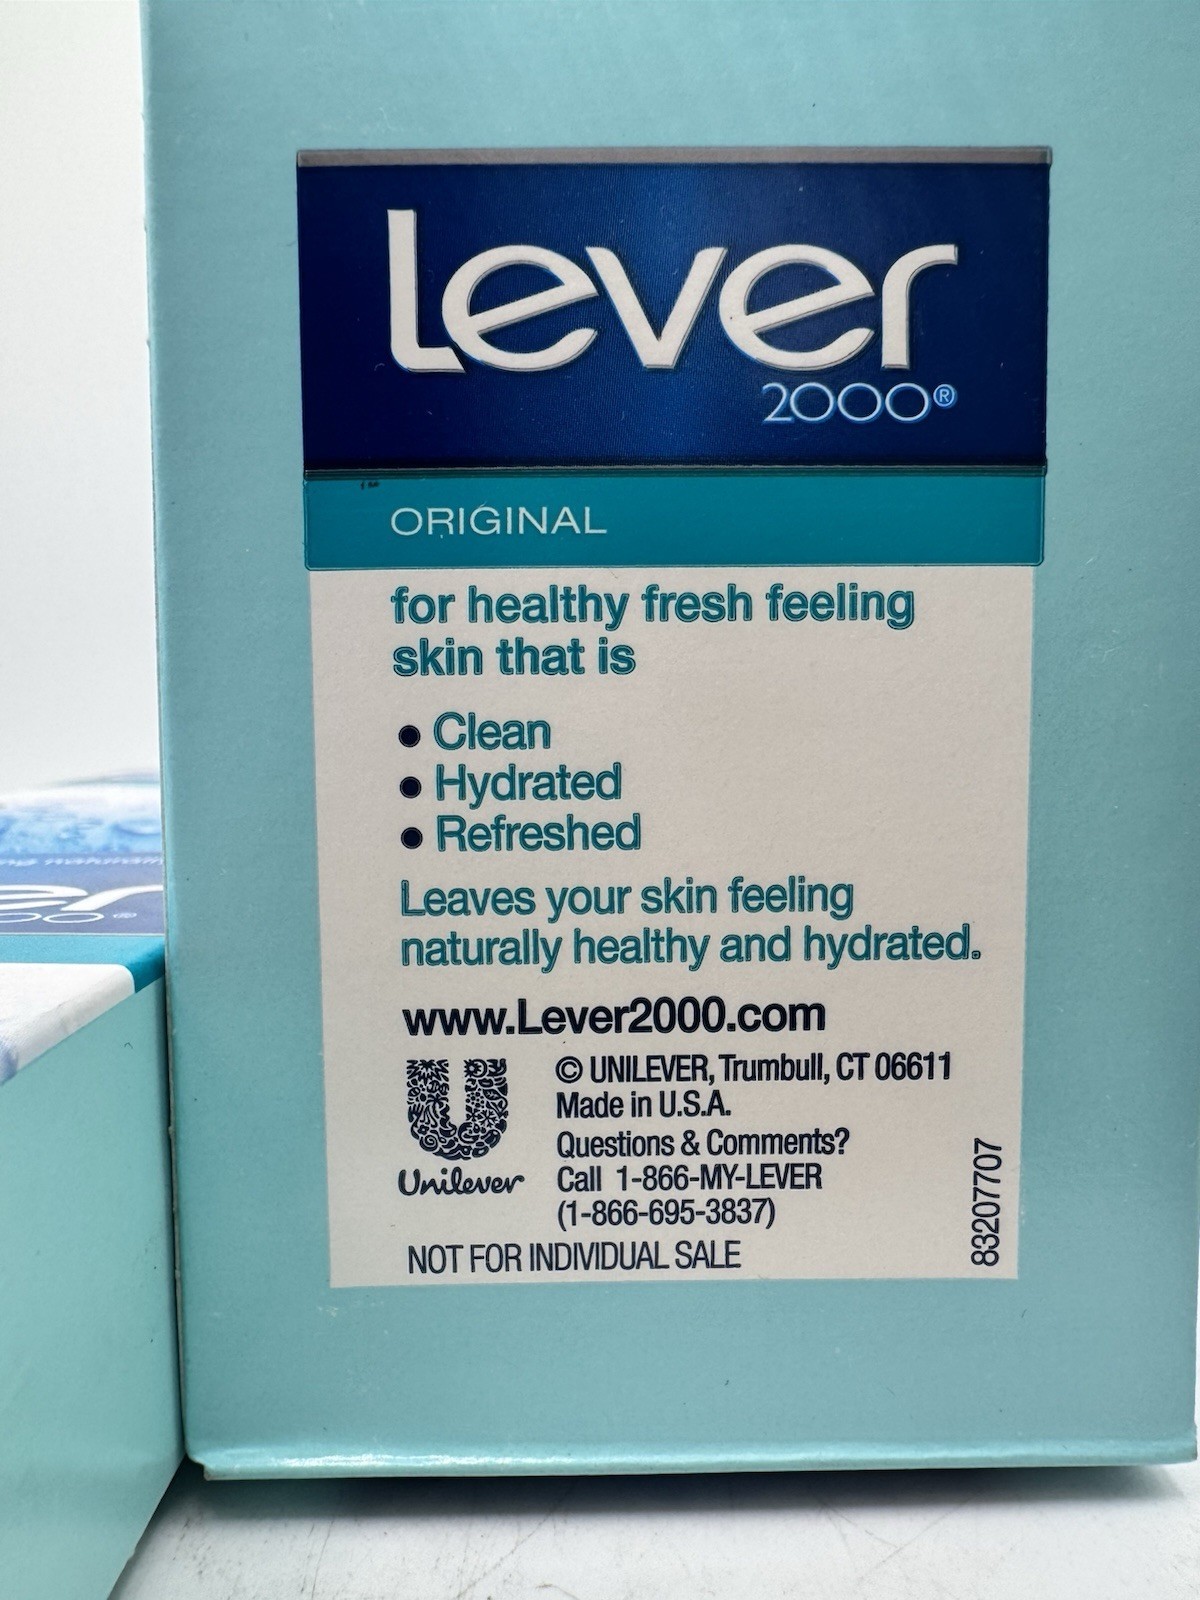 Lever
2000®
ORIGINAL
for healthy fresh feeling
skin that is
• Clean
• Hydrated
• Refreshed
Leaves your skin feeling
naturally healthy and hydrated.
www.Lever2000.com
© UNILEVER, Trumbull, CT 06611
Made in U.S.A.
Questions & Comments?
Call 1-866-MY-LEVER
(1-866-695-3837)
Unilever
NOT FOR INDIVIDUAL SALE
83207707